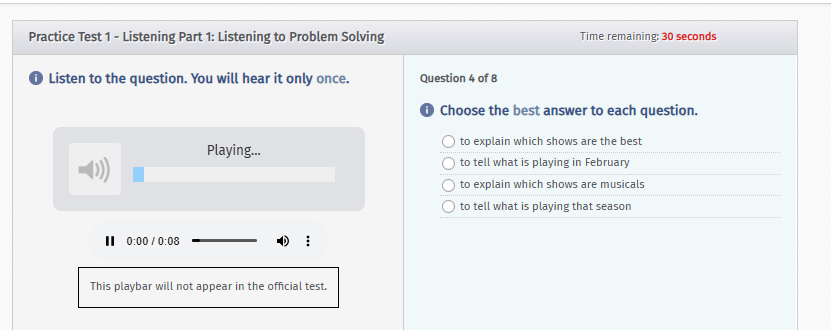 Practice Test 1 - Listening Part 1: Listening to Problem Solving
Time remaining: 30 seconds
Listen to the question. You will hear it only once.
Playing...
0:00 / 0:08
This playbar will not appear in the official test.
Question 4 of 8
Choose the best answer to each question.
to explain which shows are the best
to tell what is playing in February
to explain which shows are musicals
to tell what is playing that season